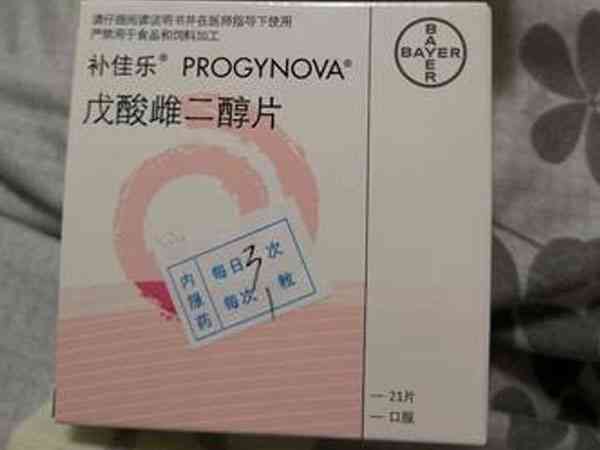 请仔细阅读说明书并在医师指导下使用
严禁用于食品和饲料加工
补佳乐® PROGYNOVA®
戊酸雌二醇片
BAYER
BAYER
内服药
每日3次
每次1粒
一 21片
一 口服